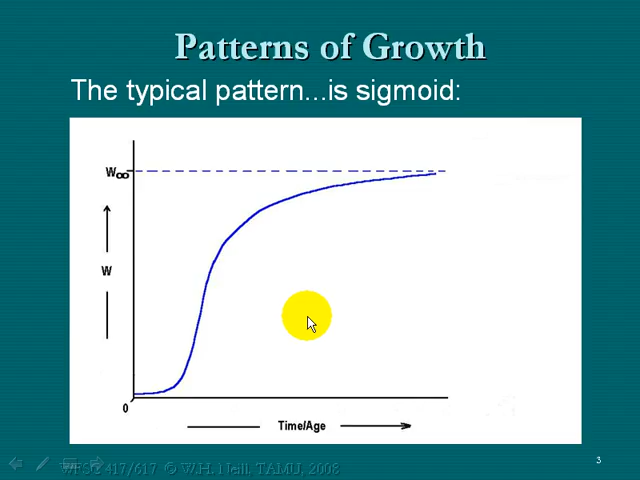 Patterns of Growth
The typical pattern...is sigmoid:
W∞
W
0
Time/Age
3
WFSC 417/617 © W.H. Neill, TAMU, 2008